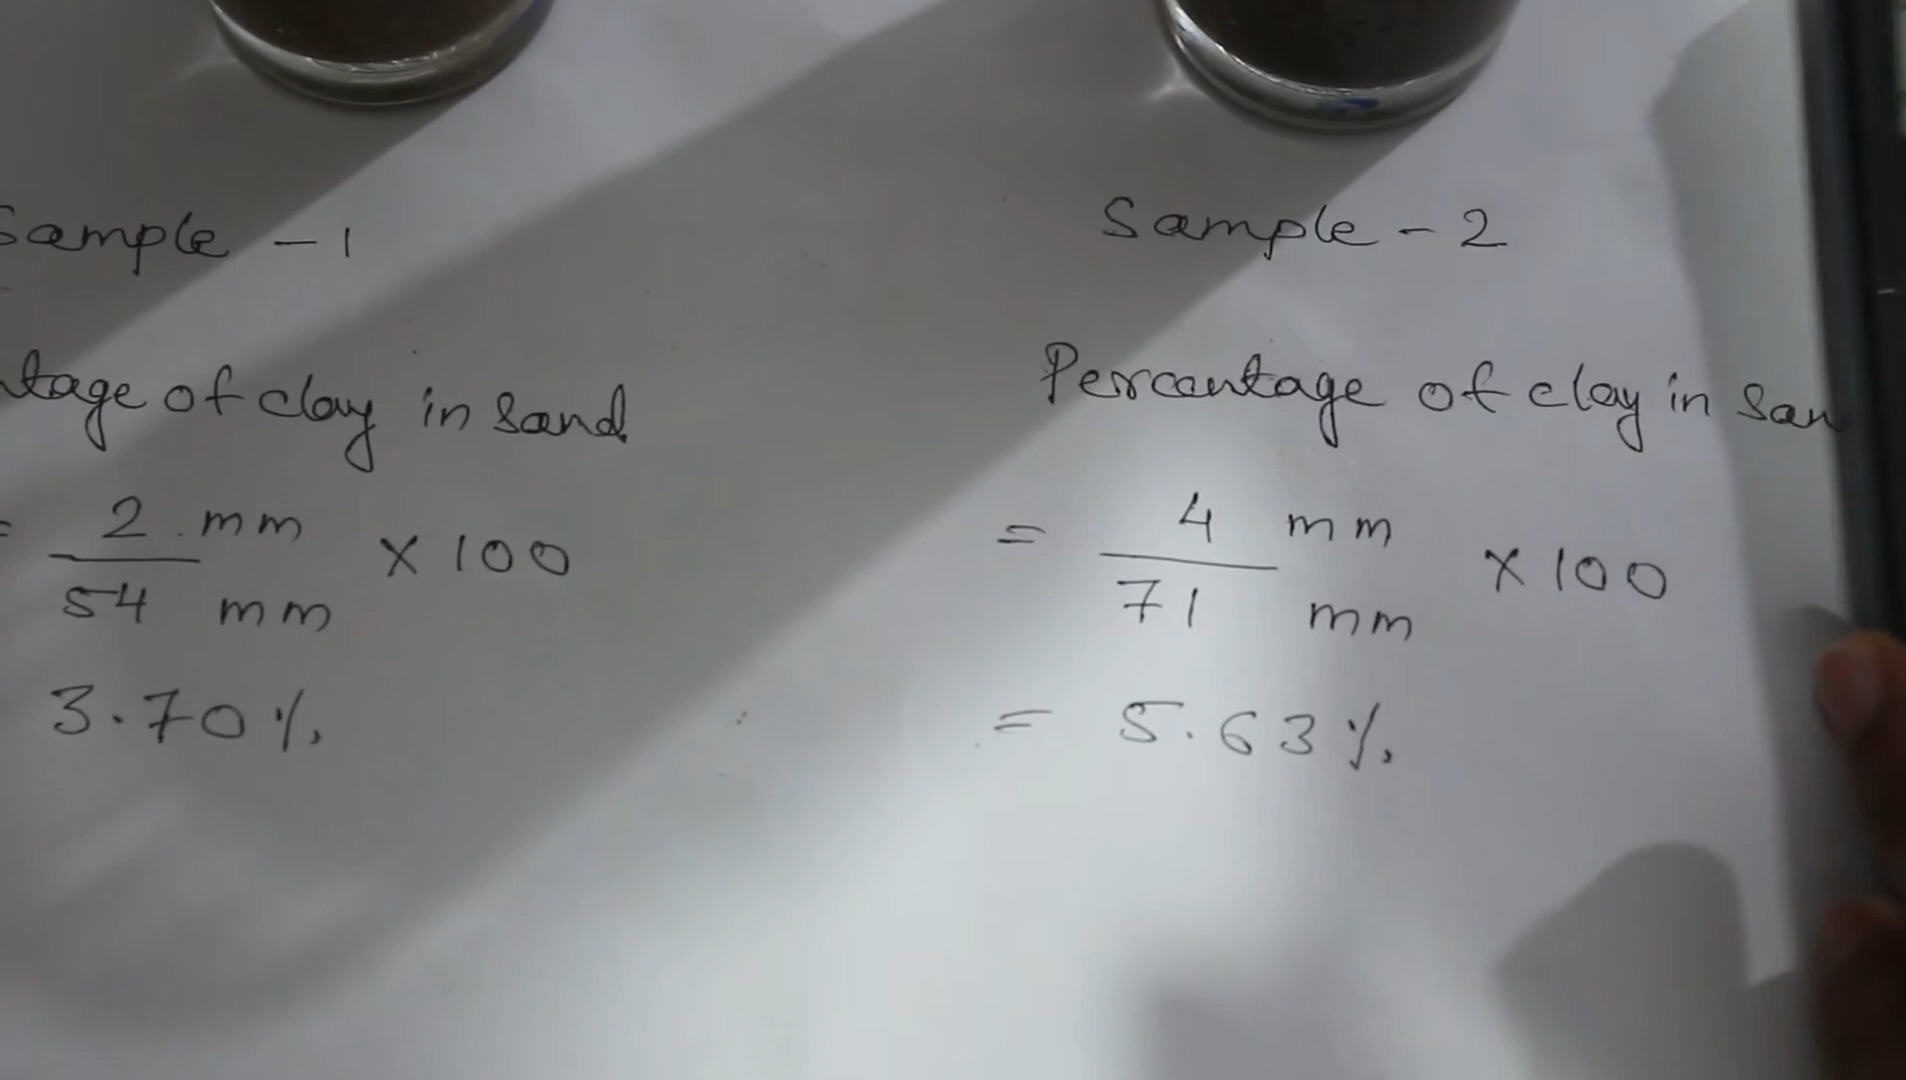 Sample - 1
tage of clay in sand
= 2 mm
54 mm × 100
3.70%
Sample - 2
Percentage of clay in san
= 4 mm
71 mm × 100
= 5.63%